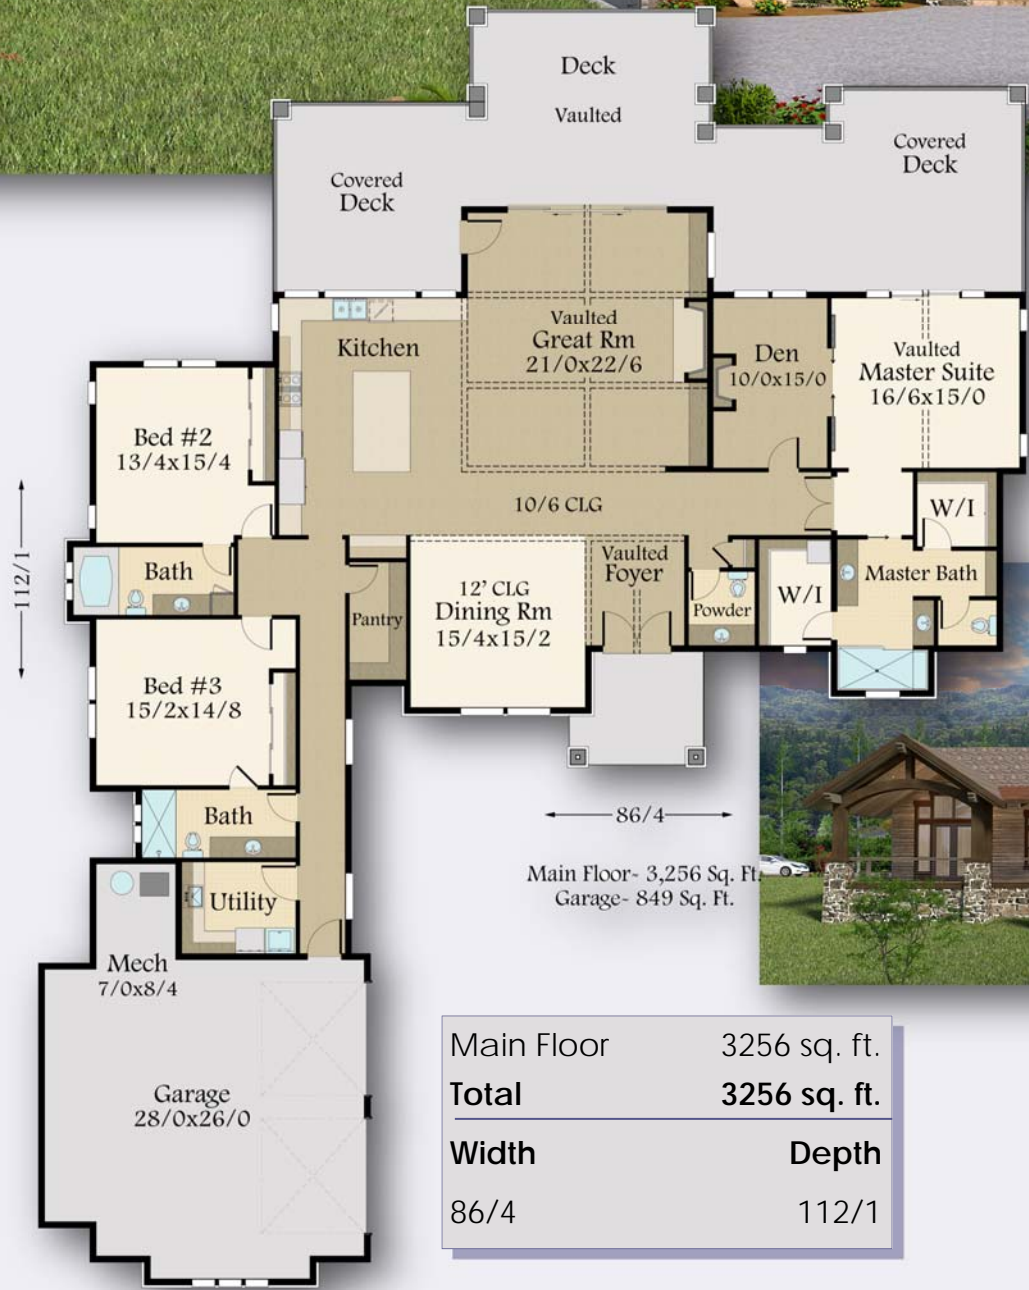 Deck
Vaulted
Covered
Deck
Covered
Deck
Kitchen
Vaulted
Great Rm
21/0x22/6
Den
10/0x15/0
Vaulted
Master Suite
16/6x15/0
Bed #2
13/4x15/4
10/6 CLG
W/I
112/1
Bath
Vaulted
Foyer
Master Bath
12' CLG
Dining Rm
15/4x15/2
Pantry
Powder
W/I
Bed #3
15/2x14/8
Bath
86/4
Main Floor- 3,256 Sq. Ft.
Garage- 849 Sq. Ft.
Utility
Mech
7/0x8/4
Garage
28/0x26/0
Main Floor 3256 sq. ft.
Total 3256 sq. ft.
Width Depth
86/4 112/1